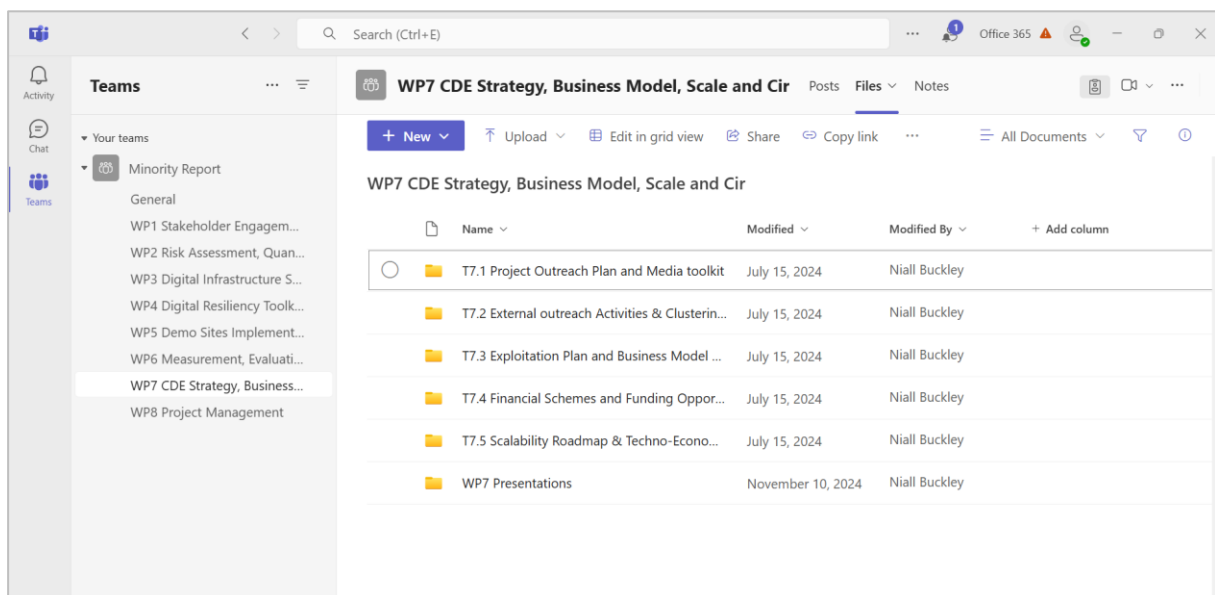 Search (Ctrl+E)
1
Office 365
Activity
Chat
Teams
Teams
Your teams
Minority Report
General
WP1 Stakeholder Engagem...
WP2 Risk Assessment, Quan...
WP3 Digital Infrastructure S...
WP4 Digital Resiliency Toolk...
WP5 Demo Sites Implement...
WP6 Measurement, Evaluati...
WP7 CDE Strategy, Business...
WP8 Project Management
WP7 CDE Strategy, Business Model, Scale and Cir Posts Files Notes
+ New Upload Edit in grid view Share Copy link ... All Documents
WP7 CDE Strategy, Business Model, Scale and Cir
Name Modified Modified By + Add column
T7.1 Project Outreach Plan and Media toolkit July 15, 2024 Niall Buckley
T7.2 External outreach Activities & Clusterin... July 15, 2024 Niall Buckley
T7.3 Exploitation Plan and Business Model ... July 15, 2024 Niall Buckley
T7.4 Financial Schemes and Funding Oppor... July 15, 2024 Niall Buckley
T7.5 Scalability Roadmap & Techno-Econo... July 15, 2024 Niall Buckley
WP7 Presentations November 10, 2024 Niall Buckley